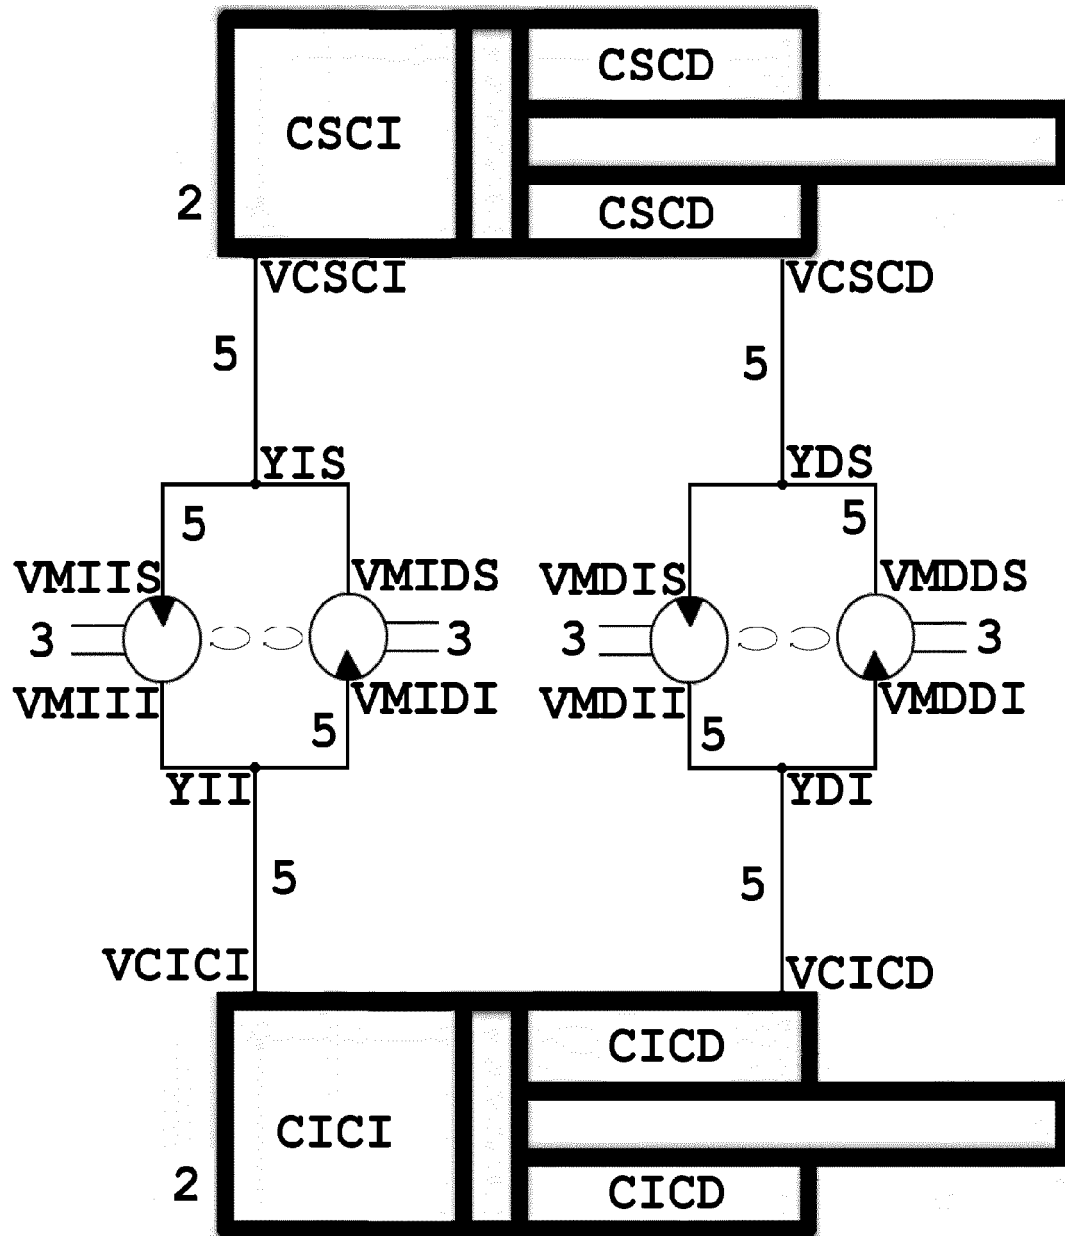 CSCD
CSCI
2
CSCD
VCSCI VCSCD
5 5
YIS YDS
5 5
VMIIS VMIDS VMDIS VMDDS
3 3 3 3
VMIII VMIDI VMDII VMDDI
5 5
YII YDI
5 5
VCICI VCICD
CICD
CICI
2 CICD